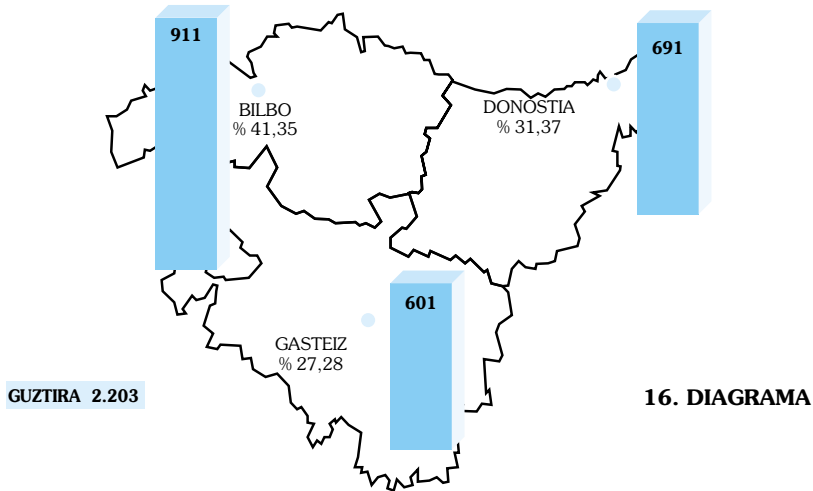 911
691
BILBO
% 41,35
DONOSTIA
% 31,37
601
GASTEIZ
% 27,28
GUZTIRA 2.203
16. DIAGRAMA